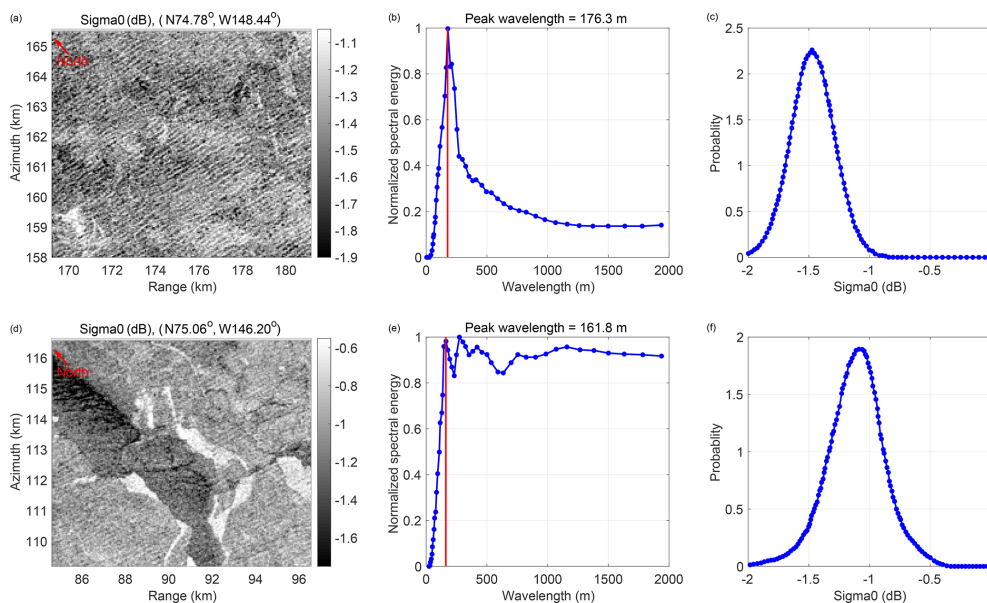 (a) Sigma0 (dB), ( N74.78°, W148.44°)
165
164
163
162
161
160
159
158
Azimuth (km)
North
170 172 174 176 178 180
Range (km)
-1.1
-1.2
-1.3
-1.4
-1.5
-1.6
-1.7
-1.8
-1.9
(b) Peak wavelength = 176.3 m
1
0.8
0.6
0.4
0.2
0
Normalized spectral energy
0 500 1000 1500 2000
Wavelength (m)
(c)
2.5
2
1.5
1
0.5
0
Probablity
-2 -1.5 -1 -0.5
Sigma0 (dB)
(d) Sigma0 (dB), ( N75.06°, W146.20°)
116
115
114
113
112
111
110
Azimuth (km)
North
86 88 90 92 94 96
Range (km)
-0.6
-0.8
-1
-1.2
-1.4
-1.6
(e) Peak wavelength = 161.8 m
1
0.8
0.6
0.4
0.2
0
Normalized spectral energy
0 500 1000 1500 2000
Wavelength (m)
(f)
2
1.5
1
0.5
0
Probablity
-2 -1.5 -1 -0.5
Sigma0 (dB)